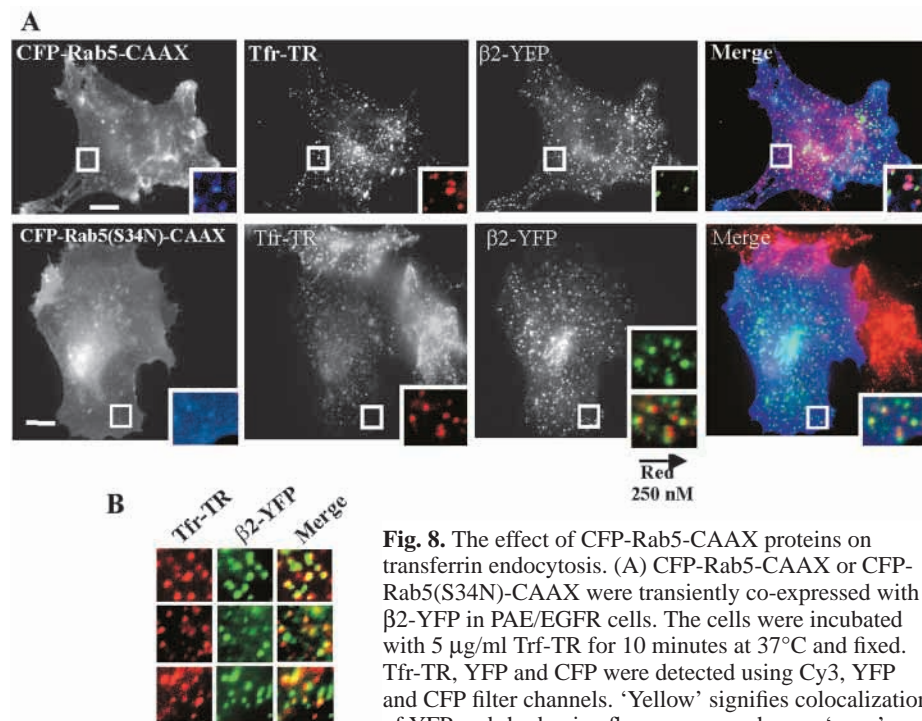 A
CFP-Rab5-CAAX
Tfr-TR
β2-YFP
Merge
CFP-Rab5(S34N)-CAAX
Tfr-TR
β2-YFP
Merge
Red
250 nM
B
Tfr-TR
β2-YFP
Merge
Fig. 8. The effect of CFP-Rab5-CAAX proteins on
transferrin endocytosis. (A) CFP-Rab5-CAAX or CFP-
Rab5(S34N)-CAAX were transiently co-expressed with
β2-YFP in PAE/EGFR cells. The cells were incubated
with 5 μg/ml Trf-TR for 10 minutes at 37°C and fixed.
Tfr-TR, YFP and CFP were detected using Cy3, YFP
and CFP filter channels. ‘Yellow’ signifies colocalization